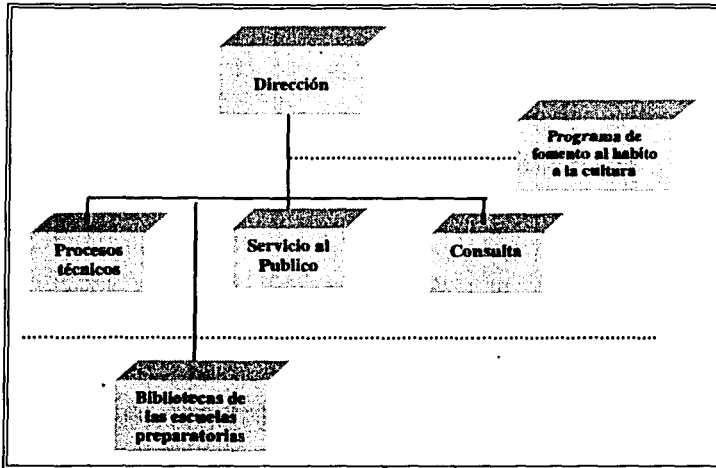 Dirección
Programa de
fomento al habito
a la cultura
Procesos
técnicos
Servicio al
Publico
Consulta
Bibliotecas de
las escuelas
preparatorias